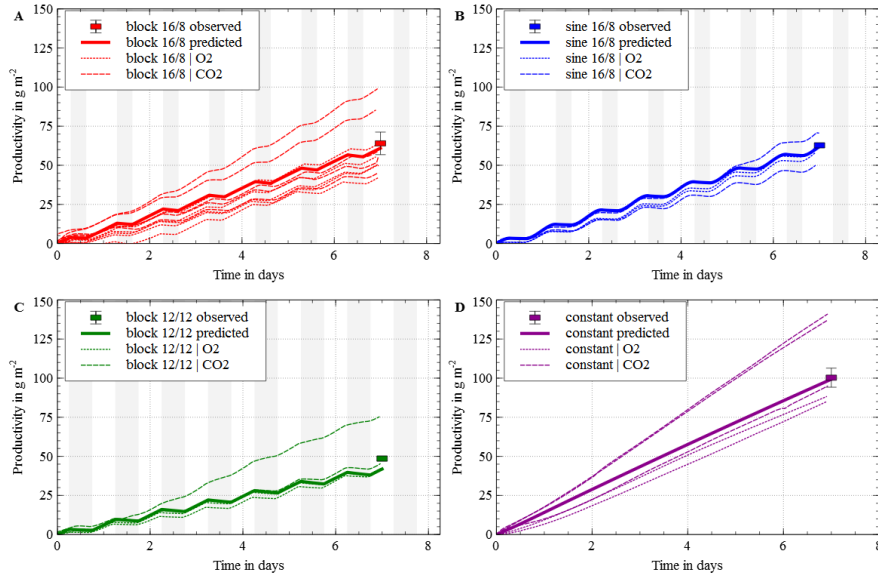 A
150
125
100
75
50
25
0
Productivity in g m⁻²
block 16/8 observed
block 16/8 predicted
block 16/8 | O2
block 16/8 | CO2
0 2 4 6 8
Time in days
B
150
125
100
75
50
25
0
Productivity in g m⁻²
sine 16/8 observed
sine 16/8 predicted
sine 16/8 | O2
sine 16/8 | CO2
0 2 4 6 8
Time in days
C
150
125
100
75
50
25
0
Productivity in g m⁻²
block 12/12 observed
block 12/12 predicted
block 12/12 | O2
block 12/12 | CO2
0 2 4 6 8
Time in days
D
150
125
100
75
50
25
0
Productivity in g m⁻²
constant observed
constant predicted
constant | O2
constant | CO2
0 2 4 6 8
Time in days